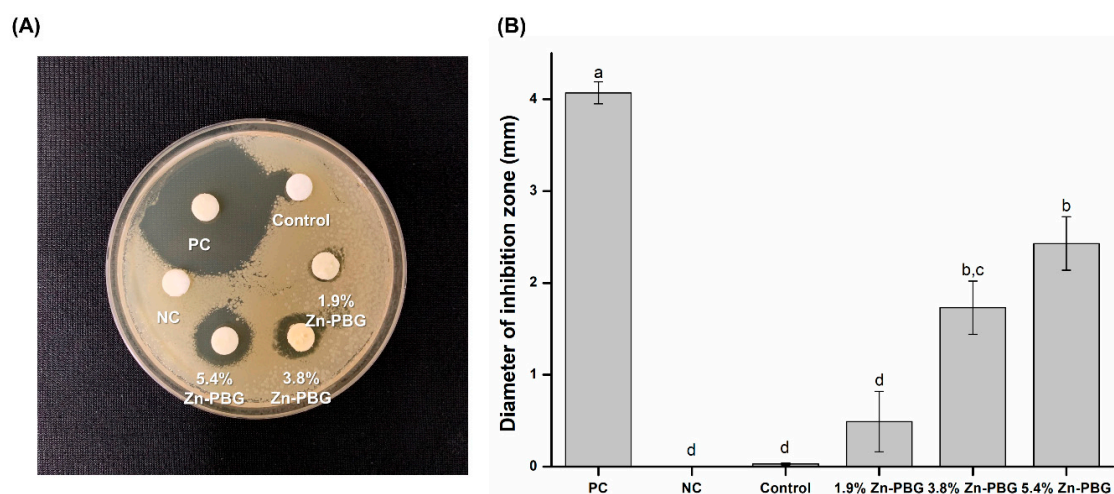 (A)
PC
Control
NC
1.9%
Zn-PBG
5.4%
Zn-PBG
3.8%
Zn-PBG
(B)
Diameter of inhibition zone (mm)
4
3
2
1
0
a
d
d
d
b,c
b
PC
NC
Control
1.9% Zn-PBG
3.8% Zn-PBG
5.4% Zn-PBG